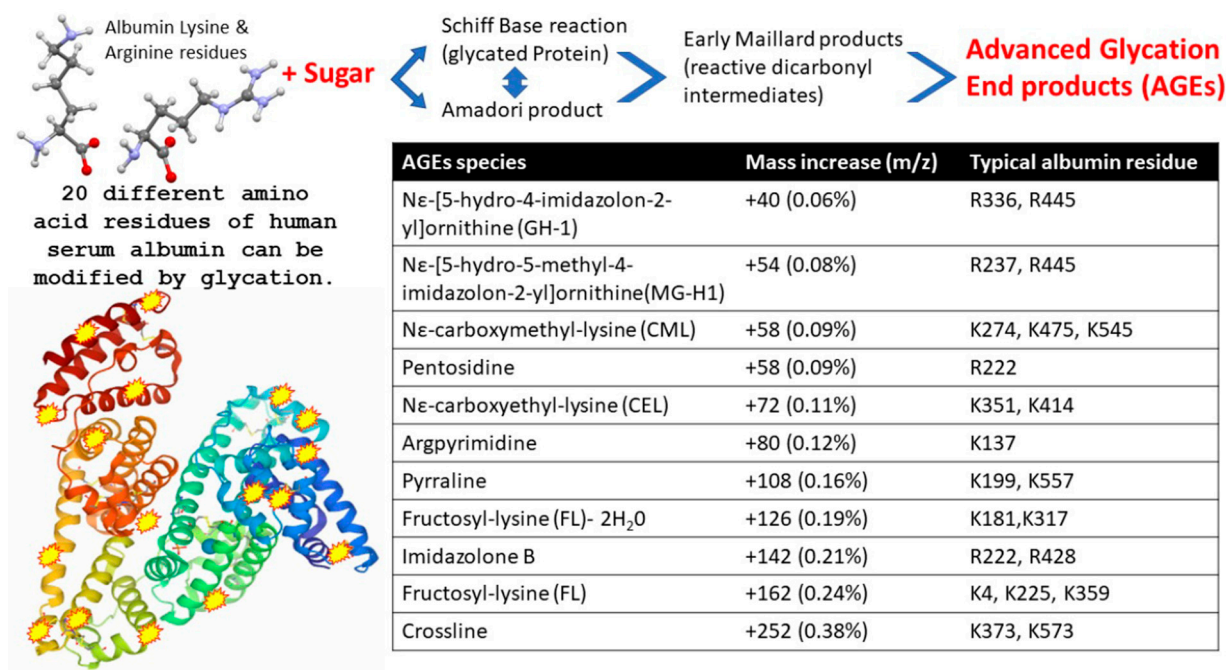 Albumin Lysine &
Arginine residues
+ Sugar
Schiff Base reaction
(glycated Protein)
Amadori product
Early Maillard products
(reactive dicarbonyl
intermediates)
Advanced Glycation
End products (AGEs)
20 different amino
acid residues of human
serum albumin can be
modified by glycation.
AGEs species Mass increase (m/z) Typical albumin residue
Nε-[5-hydro-4-imidazolon-2-
yl]ornithine (GH-1) +40 (0.06%) R336, R445
Nε-[5-hydro-5-methyl-4-
imidazolon-2-yl]ornithine(MG-H1) +54 (0.08%) R237, R445
Nε-carboxymethyl-lysine (CML) +58 (0.09%) K274, K475, K545
Pentosidine +58 (0.09%) R222
Nε-carboxyethyl-lysine (CEL) +72 (0.11%) K351, K414
Argpyrimidine +80 (0.12%) K137
Pyrraline +108 (0.16%) K199, K557
Fructosyl-lysine (FL)- 2H₂0 +126 (0.19%) K181,K317
Imidazolone B +142 (0.21%) R222, R428
Fructosyl-lysine (FL) +162 (0.24%) K4, K225, K359
Crossline +252 (0.38%) K373, K573